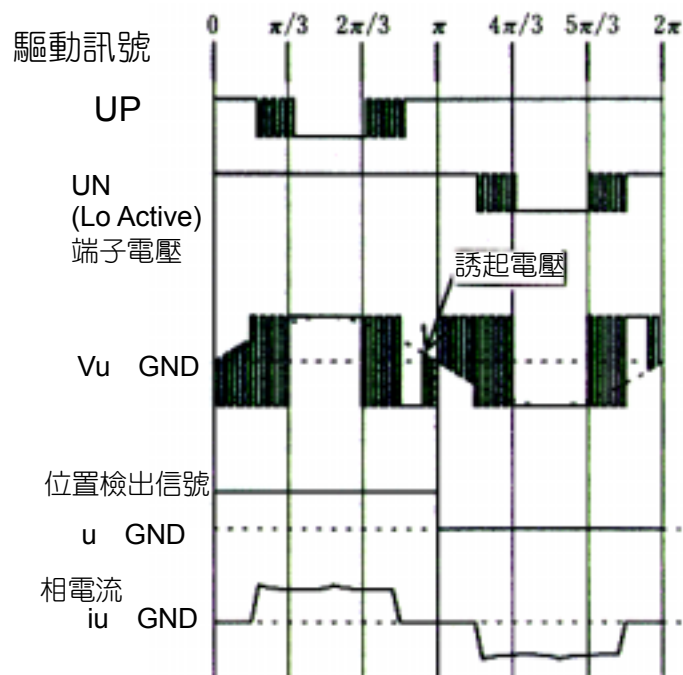 0 π/3 2π/3 π 4π/3 5π/3 2π
驅動訊號
UP
UN
(Lo Active)
端子電壓
誘起電壓
Vu GND
位置檢出信號
u GND
相電流
iu GND